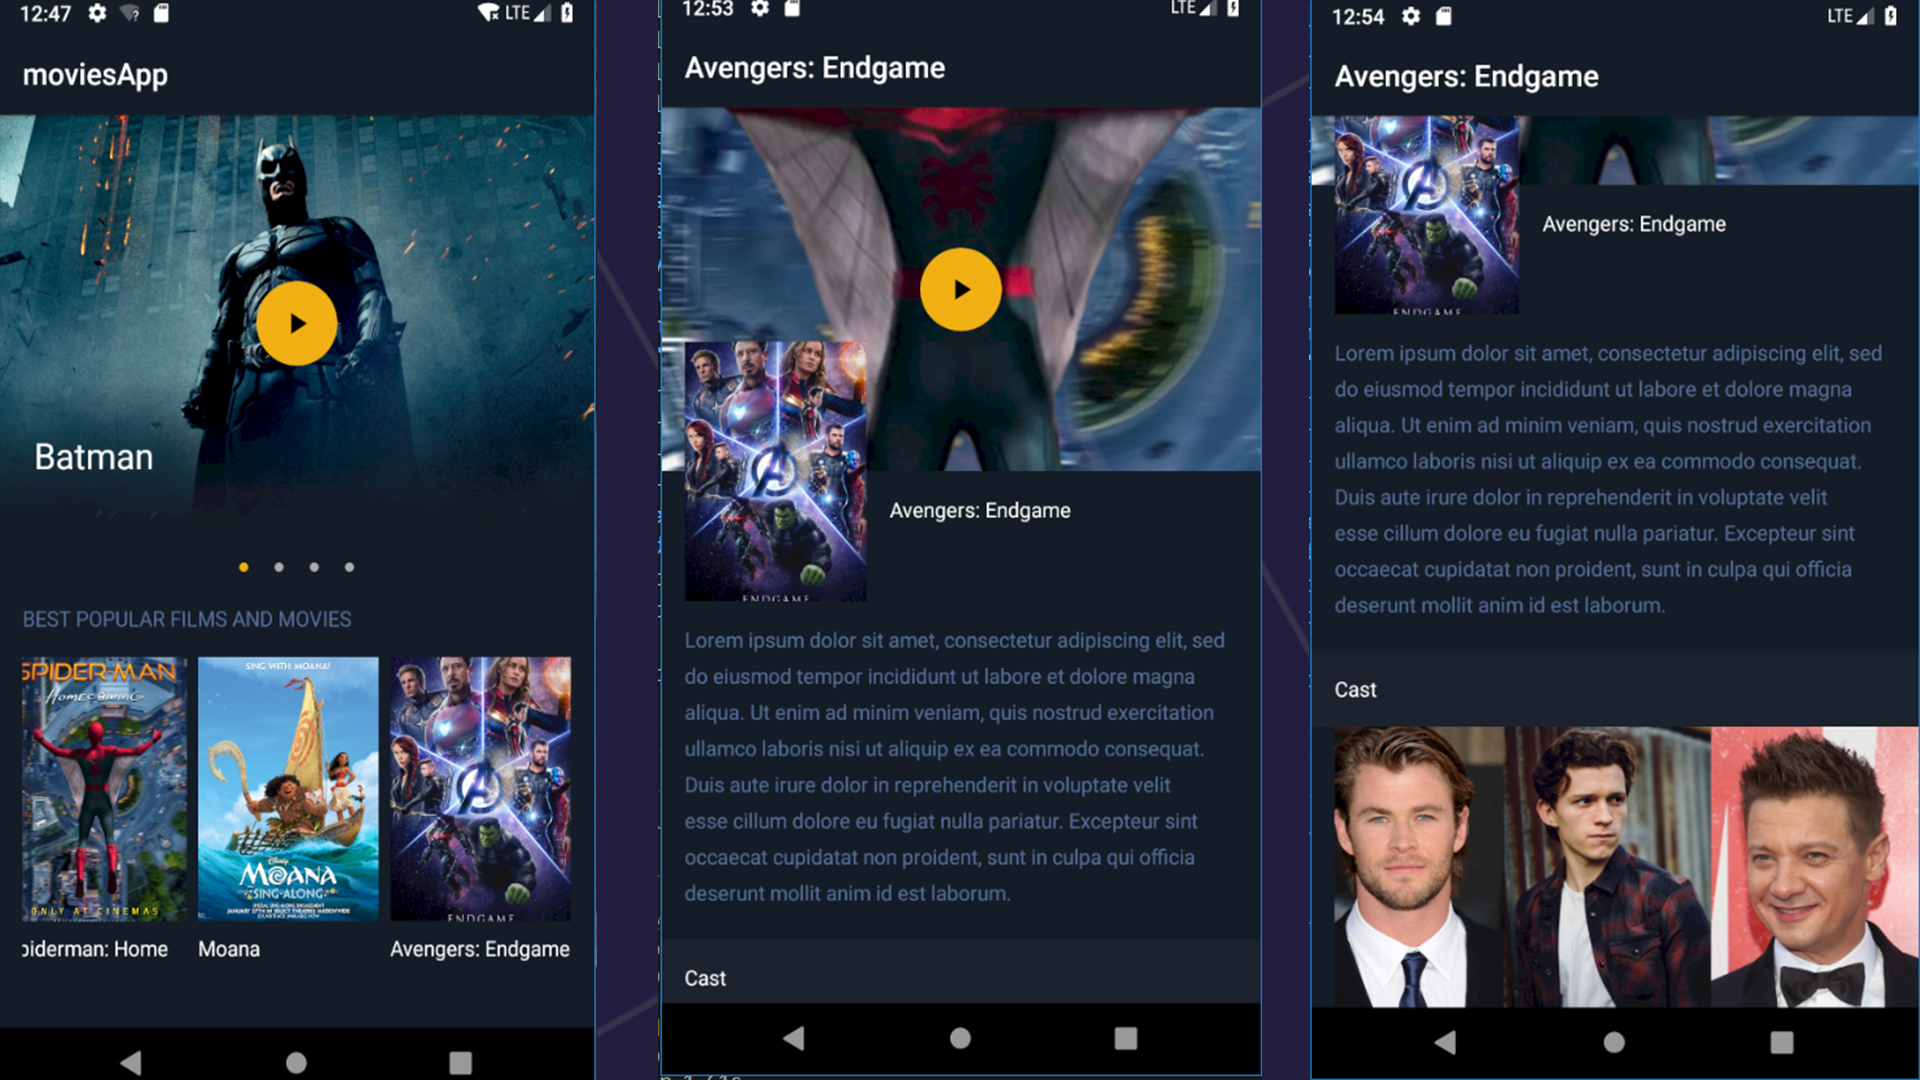 12:47
LTE
moviesApp
Batman
BEST POPULAR FILMS AND MOVIES
SPIDER-MAN
HOMECOMING
ONLY AT CINEMAS
SING WITH MOANA!
Disney
MOANA
SING-ALONG
ENDGAME
piderman: Home
Moana
Avengers: Endgame
12:53
LTE
Avengers: Endgame
ENDGAME
Avengers: Endgame
Lorem ipsum dolor sit amet, consectetur adipiscing elit, sed
do eiusmod tempor incididunt ut labore et dolore magna
aliqua. Ut enim ad minim veniam, quis nostrud exercitation
ullamco laboris nisi ut aliquip ex ea commodo consequat.
Duis aute irure dolor in reprehenderit in voluptate velit
esse cillum dolore eu fugiat nulla pariatur. Excepteur sint
occaecat cupidatat non proident, sunt in culpa qui officia
deserunt mollit anim id est laborum.
Cast
12:54
LTE
Avengers: Endgame
ENDGAME
Avengers: Endgame
Lorem ipsum dolor sit amet, consectetur adipiscing elit, sed
do eiusmod tempor incididunt ut labore et dolore magna
aliqua. Ut enim ad minim veniam, quis nostrud exercitation
ullamco laboris nisi ut aliquip ex ea commodo consequat.
Duis aute irure dolor in reprehenderit in voluptate velit
esse cillum dolore eu fugiat nulla pariatur. Excepteur sint
occaecat cupidatat non proident, sunt in culpa qui officia
deserunt mollit anim id est laborum.
Cast